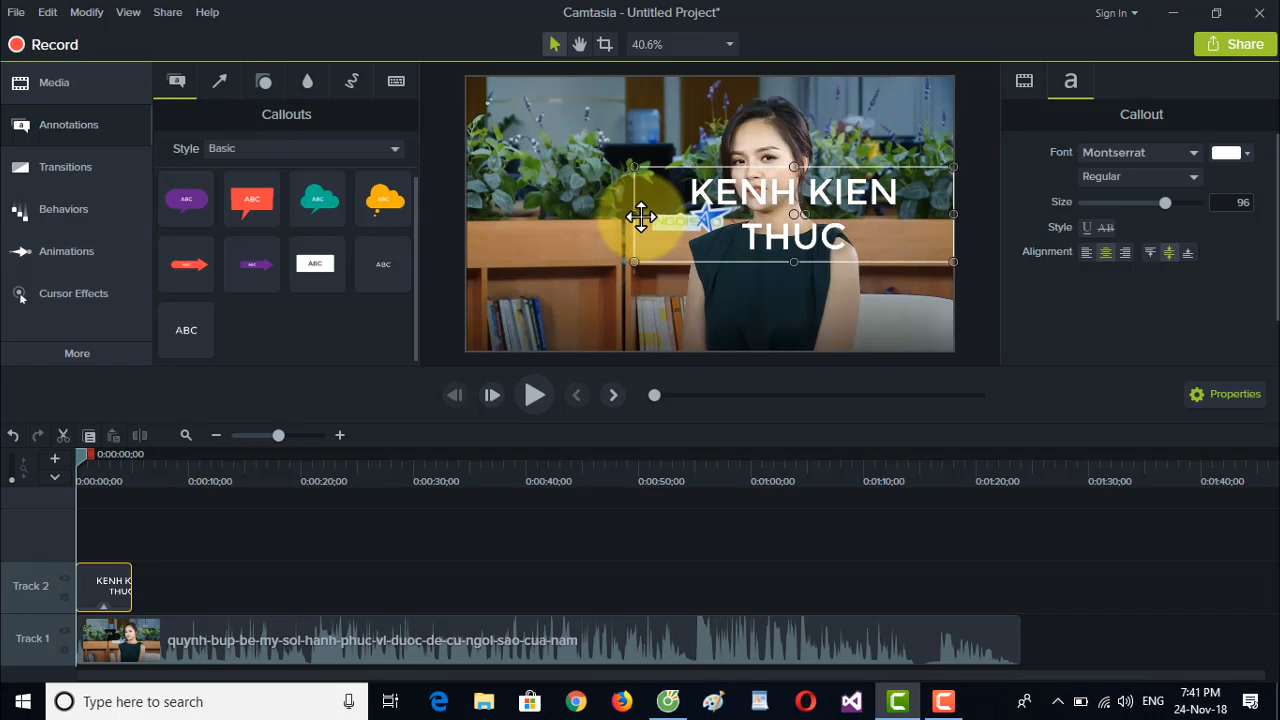 File Edit Modify View Share Help
Camtasia - Untitled Project*
Sign In
Record
40.6%
Share
Media
Annotations
Transitions
Behaviors
Animations
Cursor Effects
More
Callouts
Style Basic
ABC ABC ABC ABC
ABC ABC ABC ABC
ABC
KENH KIEN
THUC
Callout
Font Montserrat
Regular
Size 96
Style U AB
Alignment
Properties
0:00:00;00
0:00:00;00 0:00:10;00 0:00:20;00 0:00:30;00 0:00:40;00 0:00:50;00 0:01:00;00 0:01:10;00 0:01:20;00 0:01:30;00 0:01:40;00
Track 2
KENH K
THUC
Track 1
quynh-bup-be-my-soi-hanh-phuc-vi-duoc-de-cu-ngoi-sao-cua-nam
Type here to search
ENG
7:41 PM
24-Nov-18